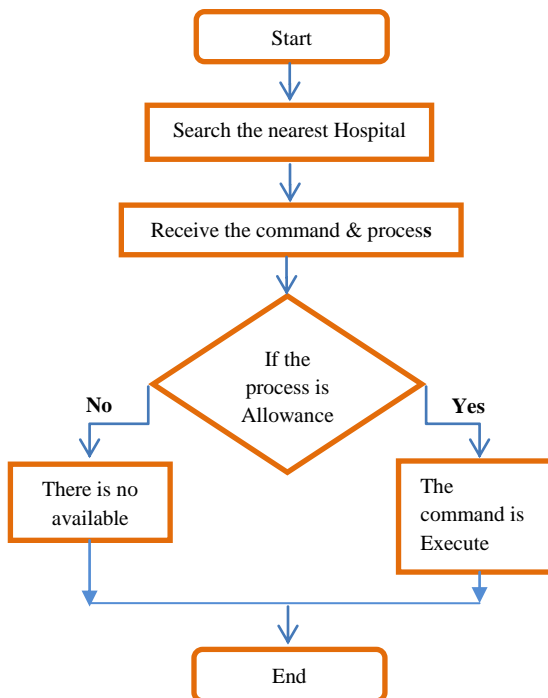 Start
Search the nearest Hospital
Receive the command & process
If the
process is
Allowance
No
Yes
There is no
available
The
command is
Execute
End